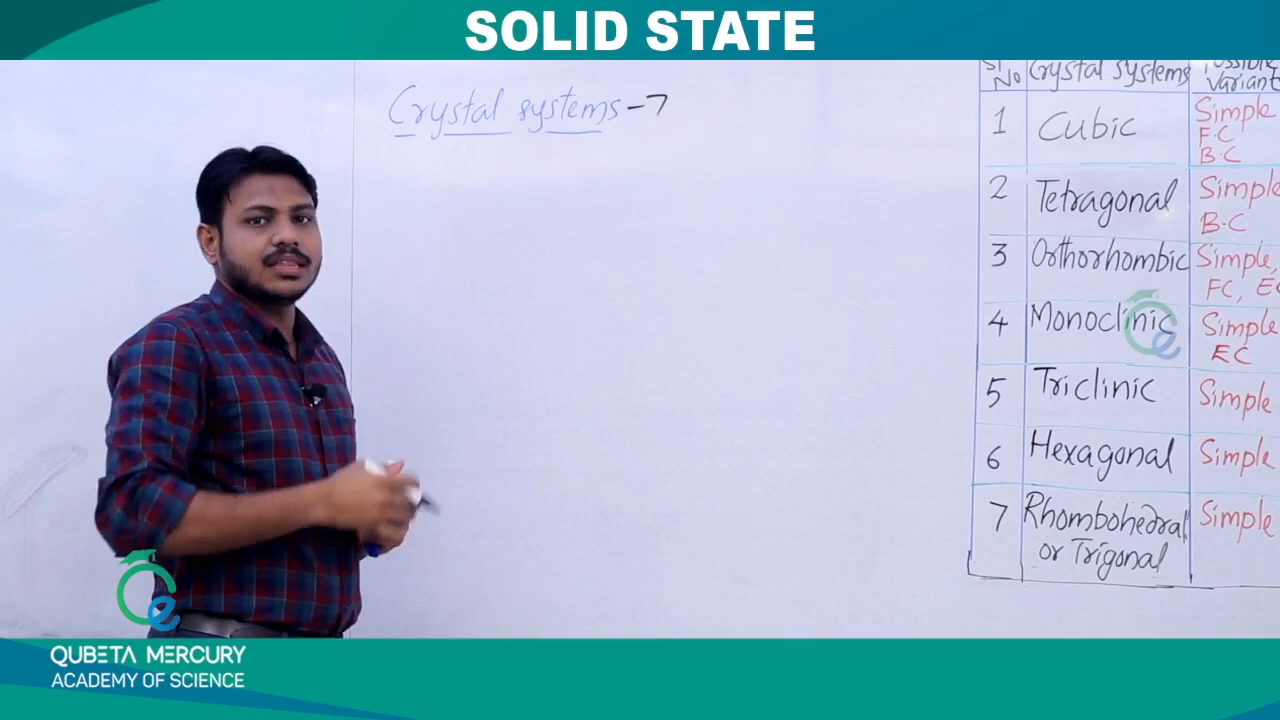 SOLID STATE
Crystal systems - 7
Sl No Crystal systems Possible Variant
1 Cubic Simple
F.C
B.C
2 Tetragonal Simple
B-C
3 Orthorhombic Simple,
FC, EC
4 Monoclinic Simple
EC
5 Triclinic Simple
6 Hexagonal Simple
7 Rhombohedral Simple
or Trigonal
QUBETA MERCURY
ACADEMY OF SCIENCE